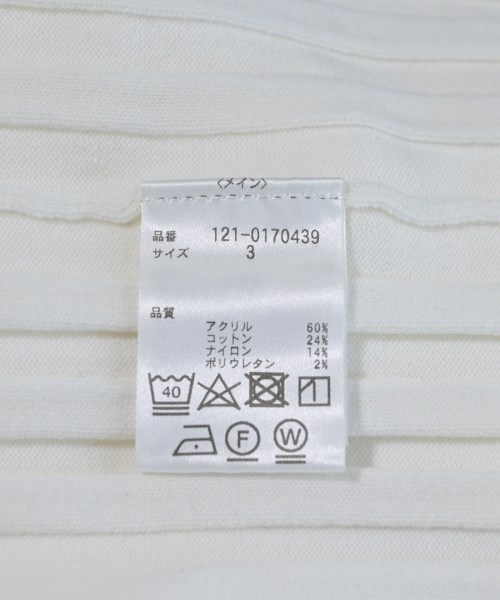 〈メイン〉
品番 121-0170439
サイズ 3
品質
アクリル 60%
コットン 24%
ナイロン 14%
ポリウレタン 2%
40
F W